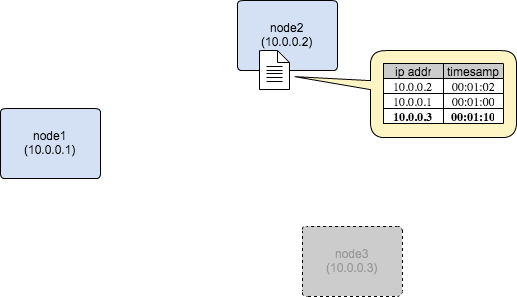 node2
(10.0.0.2)
ip addr timesamp
10.0.0.2 00:01:02
10.0.0.1 00:01:00
10.0.0.3 00:01:10
node1
(10.0.0.1)
node3
(10.0.0.3)